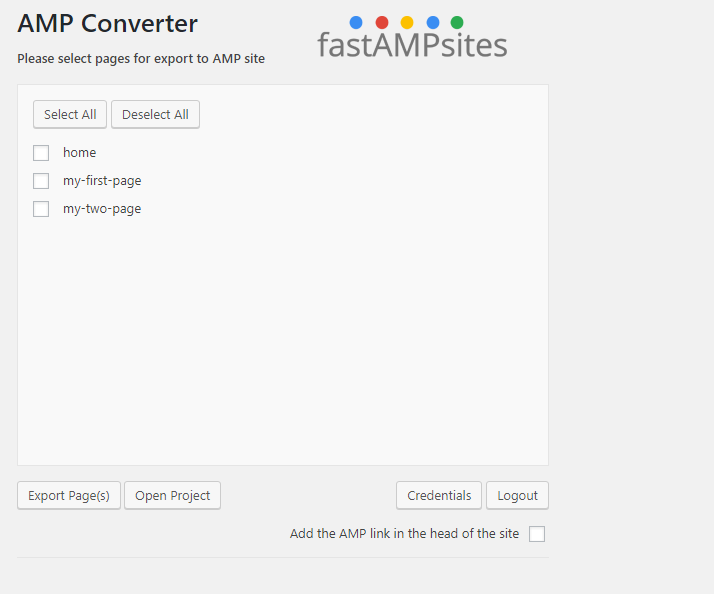 AMP Converter
fastAMPsites
Please select pages for export to AMP site
Select All Deselect All
home
my-first-page
my-two-page
Export Page(s) Open Project Credentials Logout
Add the AMP link in the head of the site